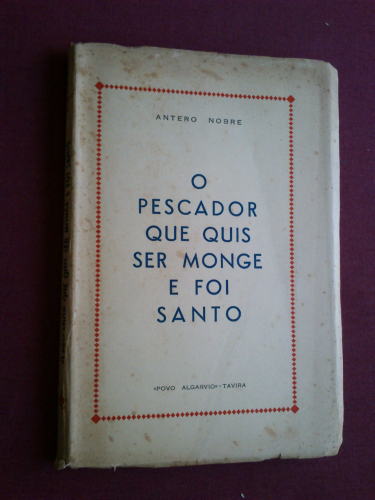 ANTERO NOBRE
O
PESCADOR
QUE QUIS
SER MONGE
E FOI
SANTO
«POVO ALGARVIO» - TAVIRA